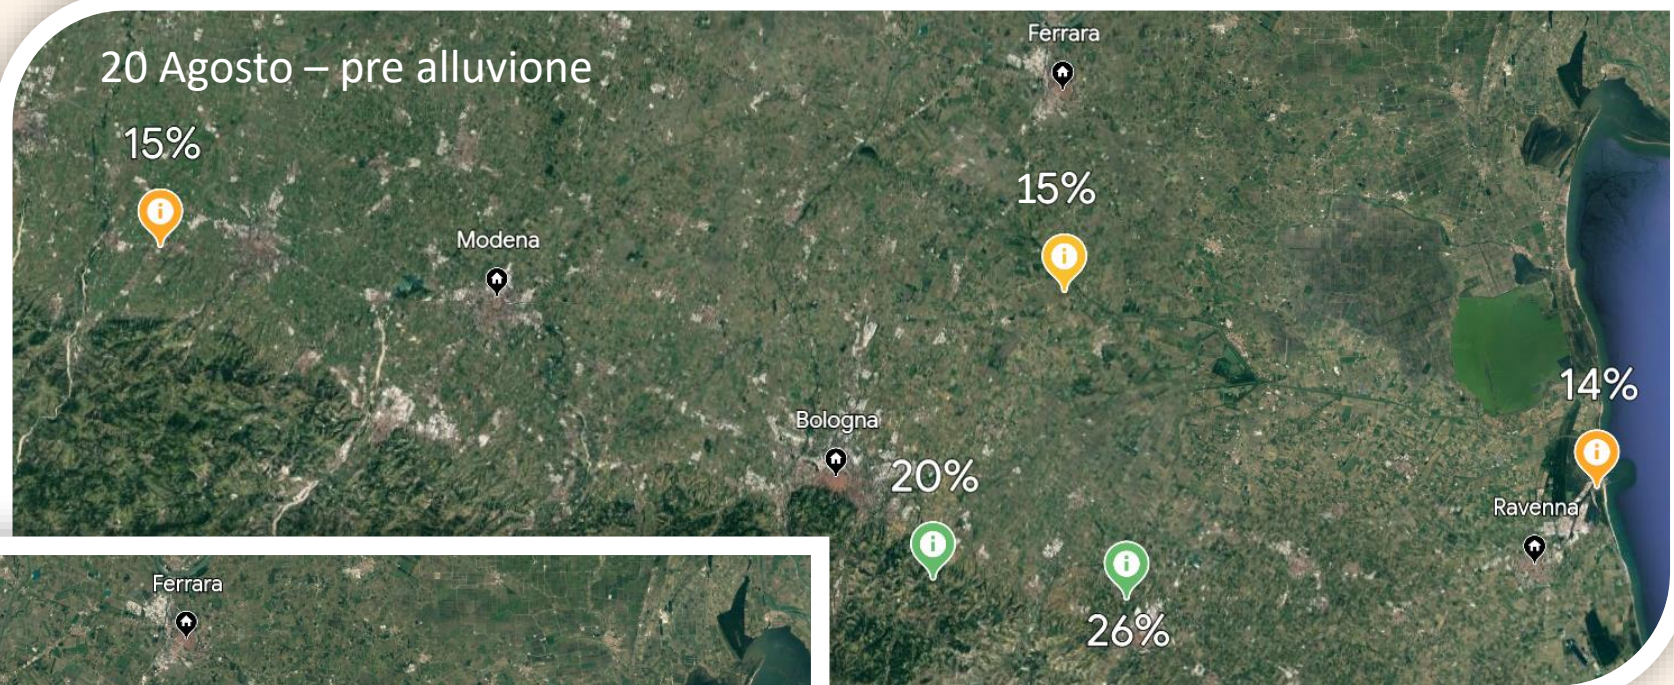 20 Agosto – pre alluvione
Ferrara
15%
15%
Modena
14%
Bologna
20%
Ravenna
26%
Ferrara